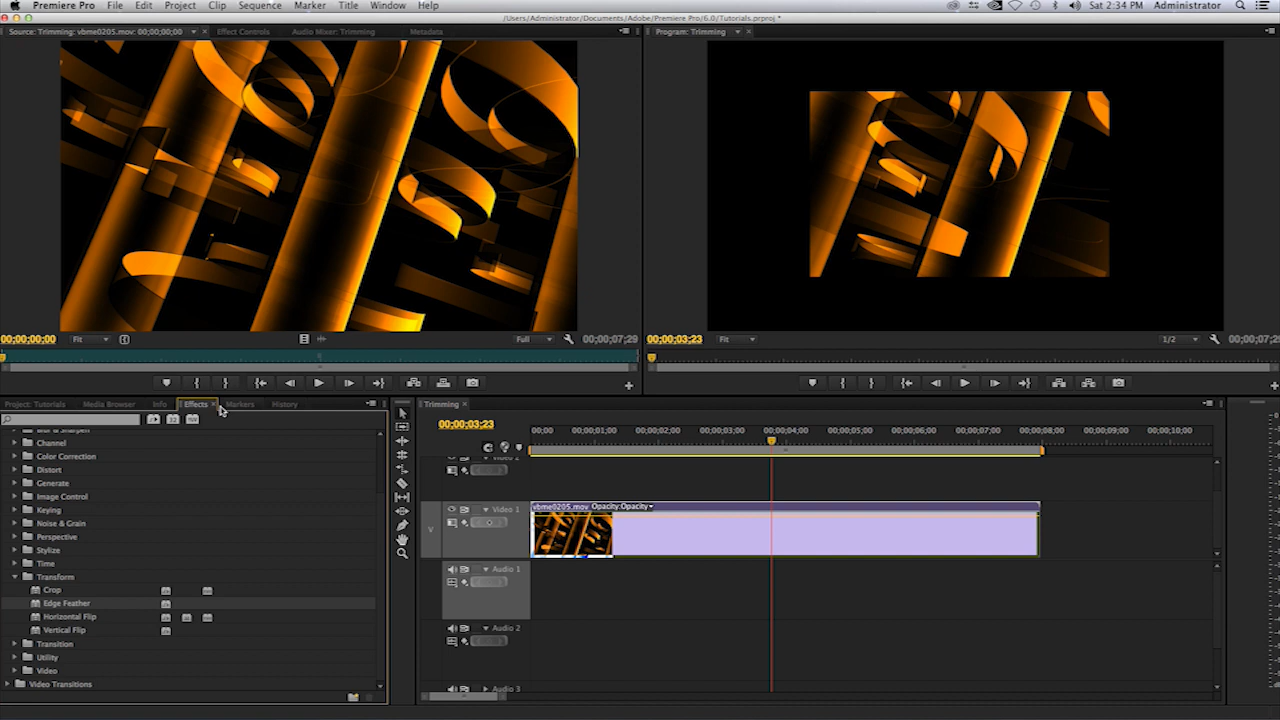 Premiere Pro File Edit Project Clip Sequence Marker Title Window Help Sat 2:34 PM Administrator
/Users/Administrator/Documents/Adobe/Premiere Pro/6.0/Tutorials.prproj *
Source: Trimming: vbme0205.mov: 00;00;00;00 Effect Controls Audio Mixer: Trimming Metadata
Program: Trimming
00;00;00;00 Fit Full 00;00;07;29
00;00;03;23 Fit 1/2 00;00;07;29
Project: Tutorials Media Browser Info Effects Markers History
Channel
Color Correction
Distort
Generate
Image Control
Keying
Noise & Grain
Perspective
Stylize
Time
Transform
Crop
Edge Feather
Horizontal Flip
Vertical Flip
Transition
Utility
Video
Video Transitions
Trimming
00;00;03;23
00;00 00;00;01;00 00;00;02;00 00;00;03;00 00;00;04;00 00;00;05;00 00;00;06;00 00;00;07;00 00;00;08;00 00;00;10;00
V
Video 1
vbme0205.mov Opacity:Opacity
Audio 1
Audio 2
Audio 3